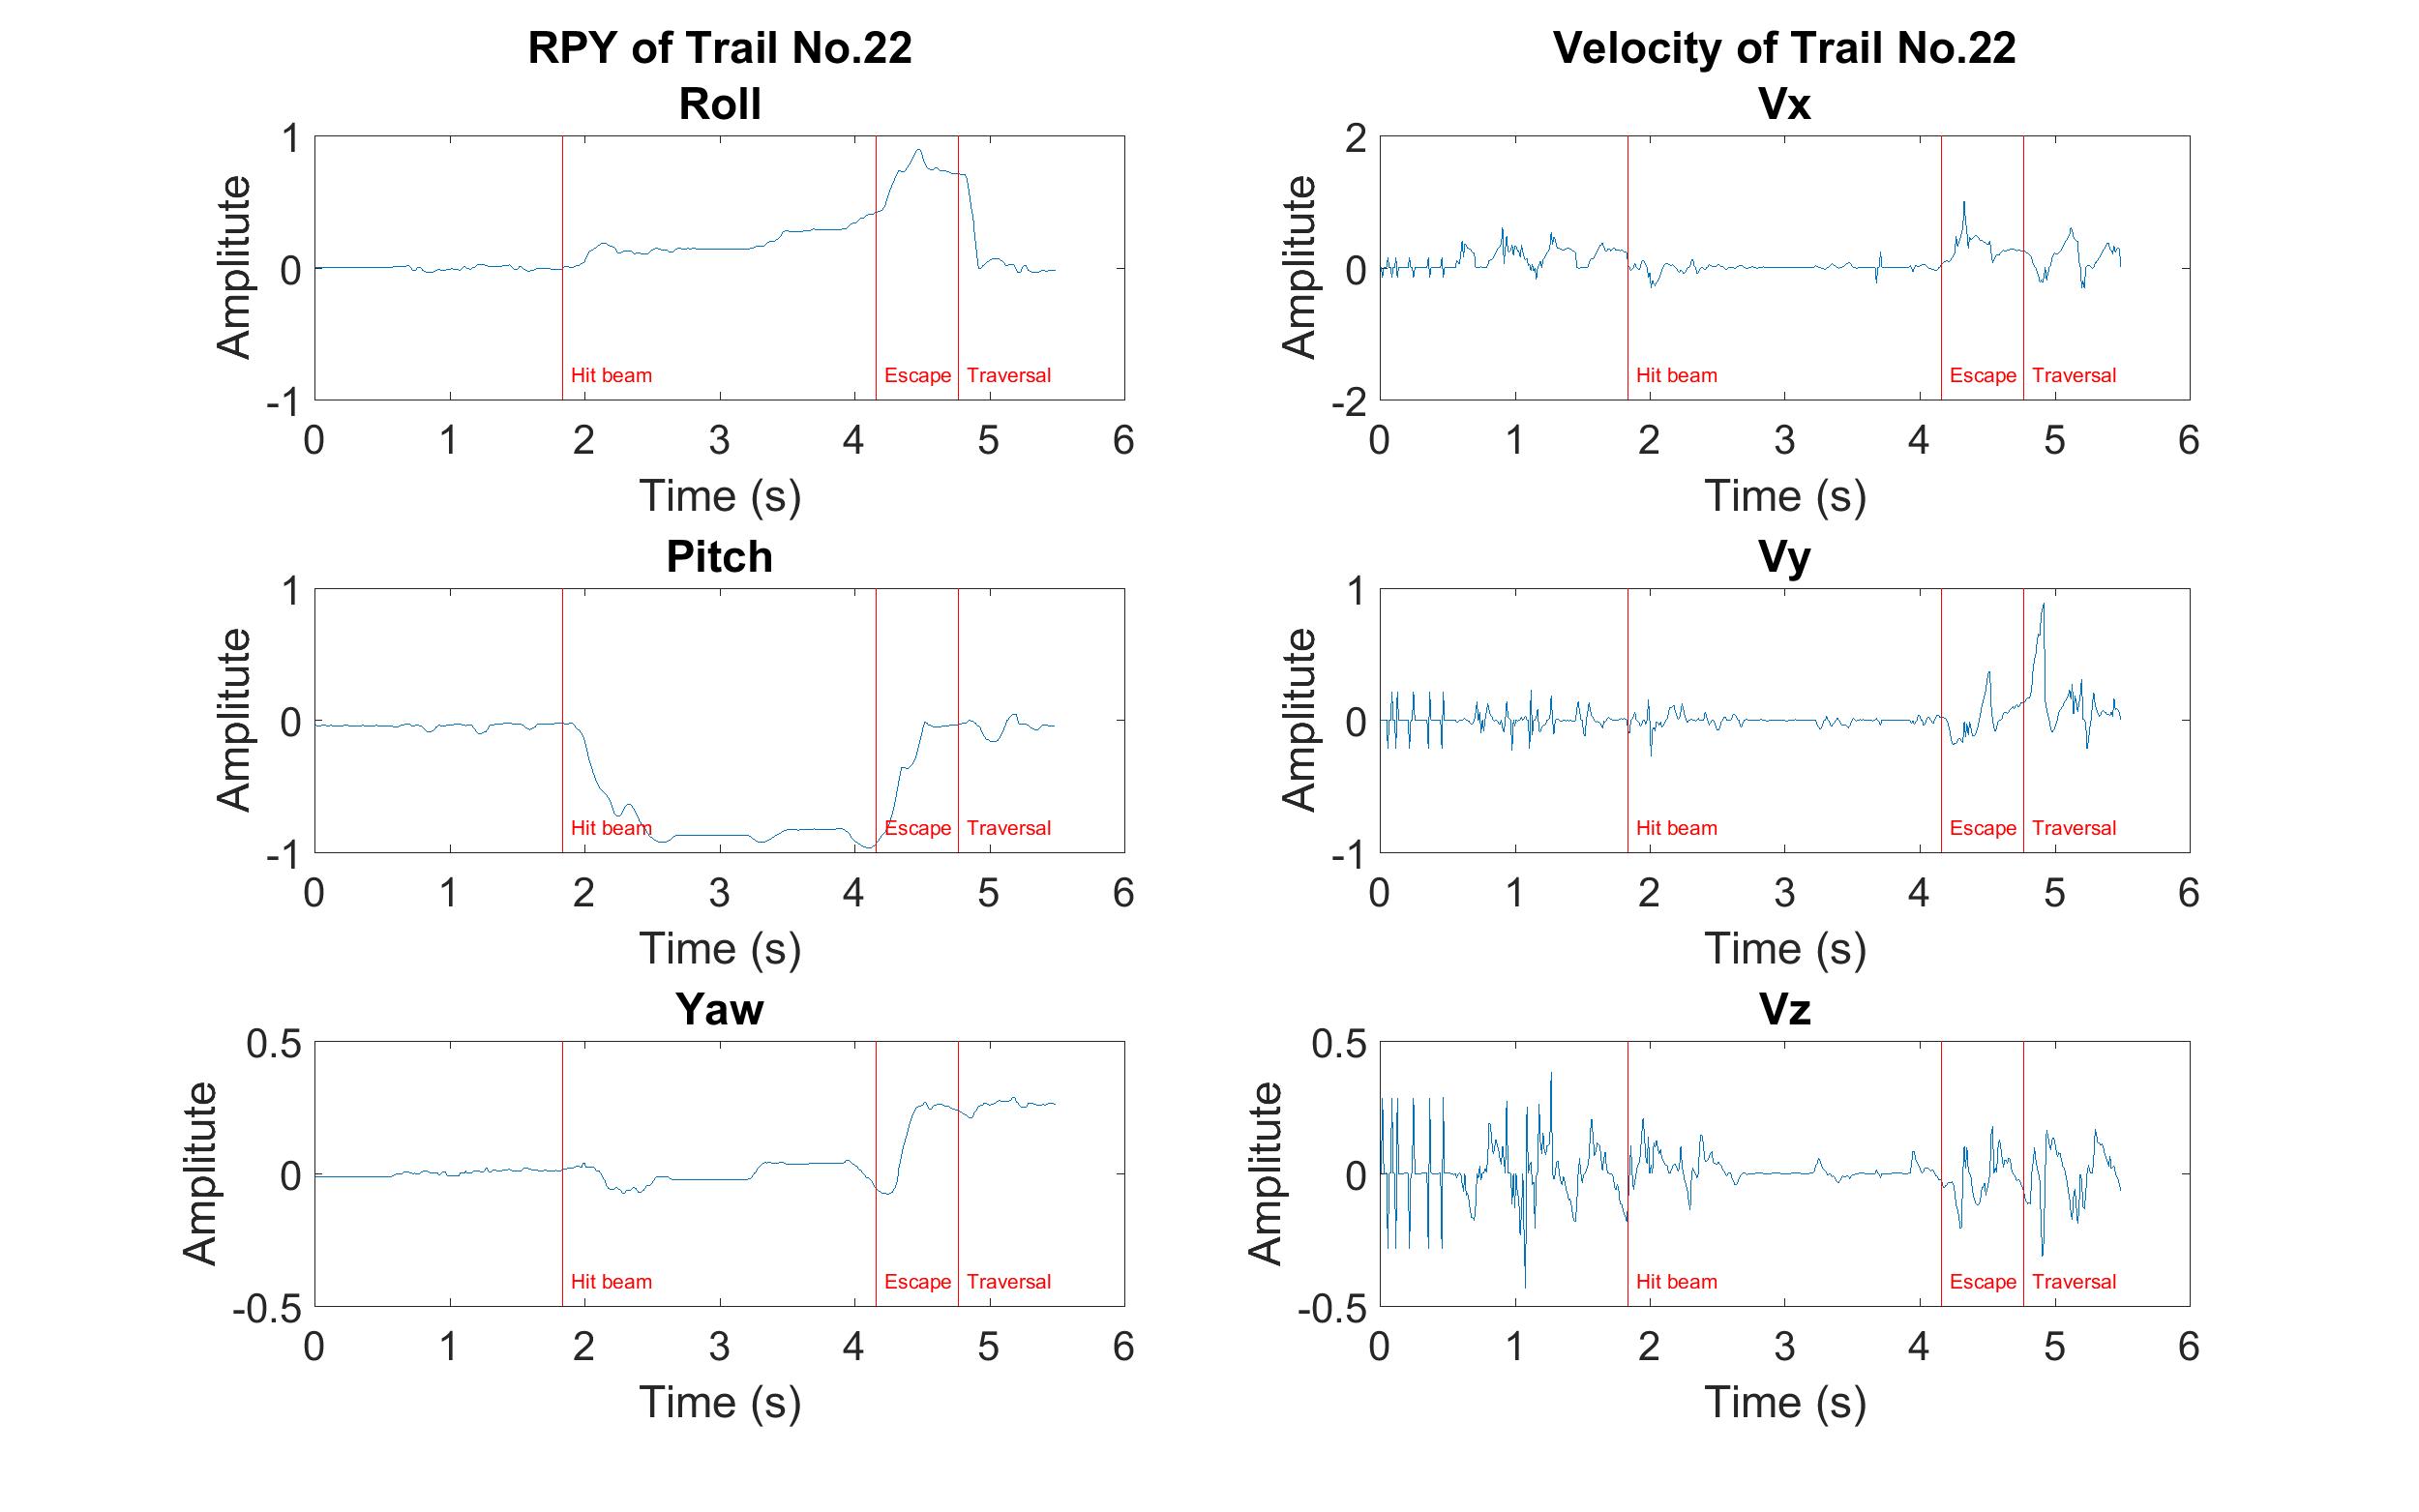 RPY of Trail No.22
Roll
1
0
-1
Amplitude
Hit beam
Escape
Traversal
0 1 2 3 4 5 6
Time (s)
Pitch
1
0
-1
Amplitude
Hit beam
Escape
Traversal
0 1 2 3 4 5 6
Time (s)
Yaw
0.5
0
-0.5
Amplitude
Hit beam
Escape
Traversal
0 1 2 3 4 5 6
Time (s)
Velocity of Trail No.22
Vx
2
0
-2
Amplitude
Hit beam
Escape
Traversal
0 1 2 3 4 5 6
Time (s)
Vy
1
0
-1
Amplitude
Hit beam
Escape
Traversal
0 1 2 3 4 5 6
Time (s)
Vz
0.5
0
-0.5
Amplitude
Hit beam
Escape
Traversal
0 1 2 3 4 5 6
Time (s)